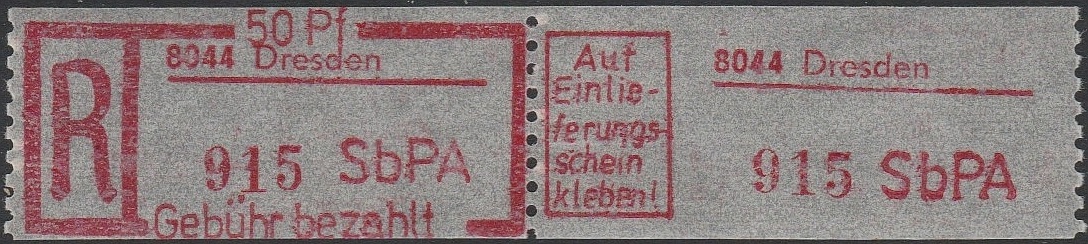 50 Pf
R
8044 Dresden
915 SbPA
Gebühr bezahlt
Auf
Einlie-
ferungs-
schein
kleben!
8044 Dresden
915 SbPA